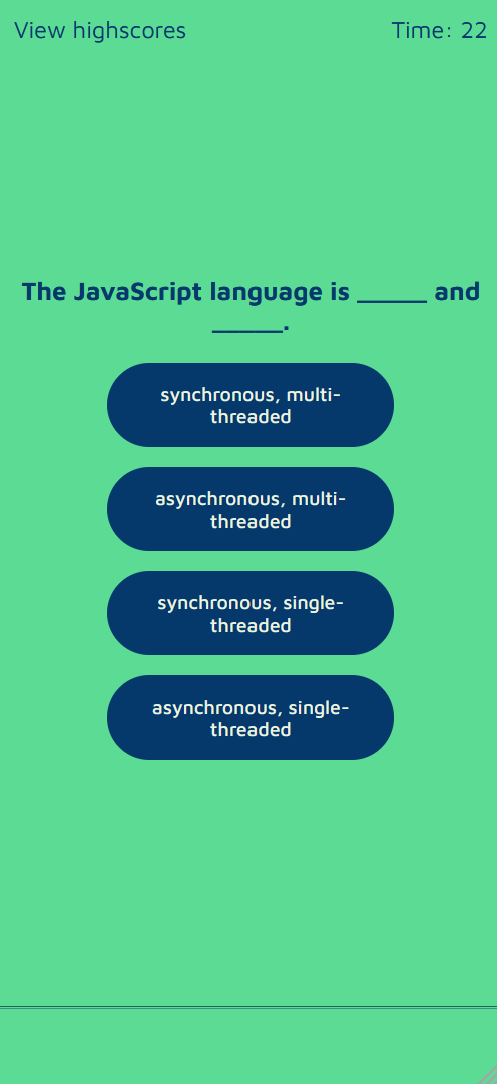 View highscores
Time: 22
The JavaScript language is _____ and
_____.
synchronous, multi-
threaded
asynchronous, multi-
threaded
synchronous, single-
threaded
asynchronous, single-
threaded